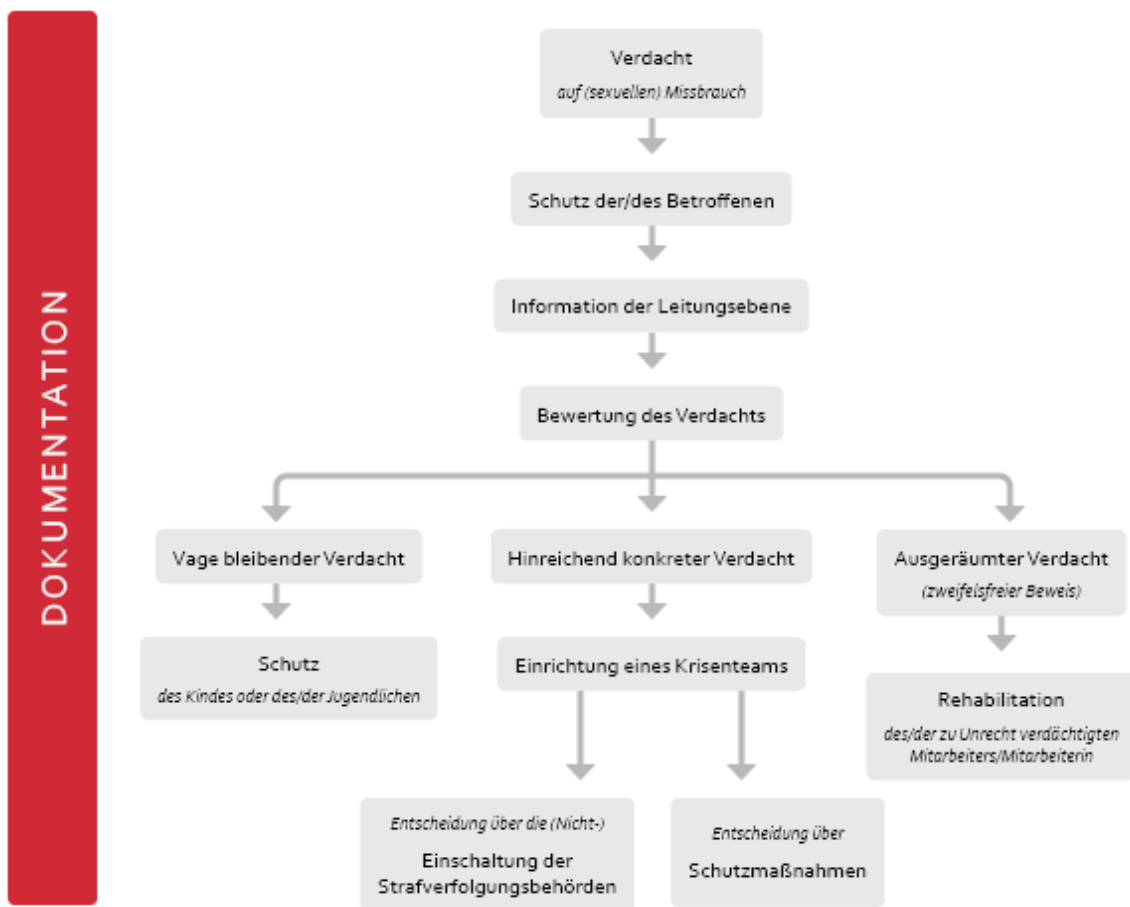 DOKUMENTATION
Verdacht
auf (sexuellen) Missbrauch
Schutz der/des Betroffenen
Information der Leitungsebene
Bewertung des Verdachts
Vage bleibender Verdacht
Schutz
des Kindes oder des/der Jugendlichen
Hinreichend konkreter Verdacht
Einrichtung eines Krisenteams
Entscheidung über die (Nicht-)
Einschaltung der
Strafverfolgungsbehörden
Entscheidung über
Schutzmaßnahmen
Ausgeräumter Verdacht
(zweifelsfreier Beweis)
Rehabilitation
des/der zu Unrecht verdächtigten
Mitarbeiters/Mitarbeiterin